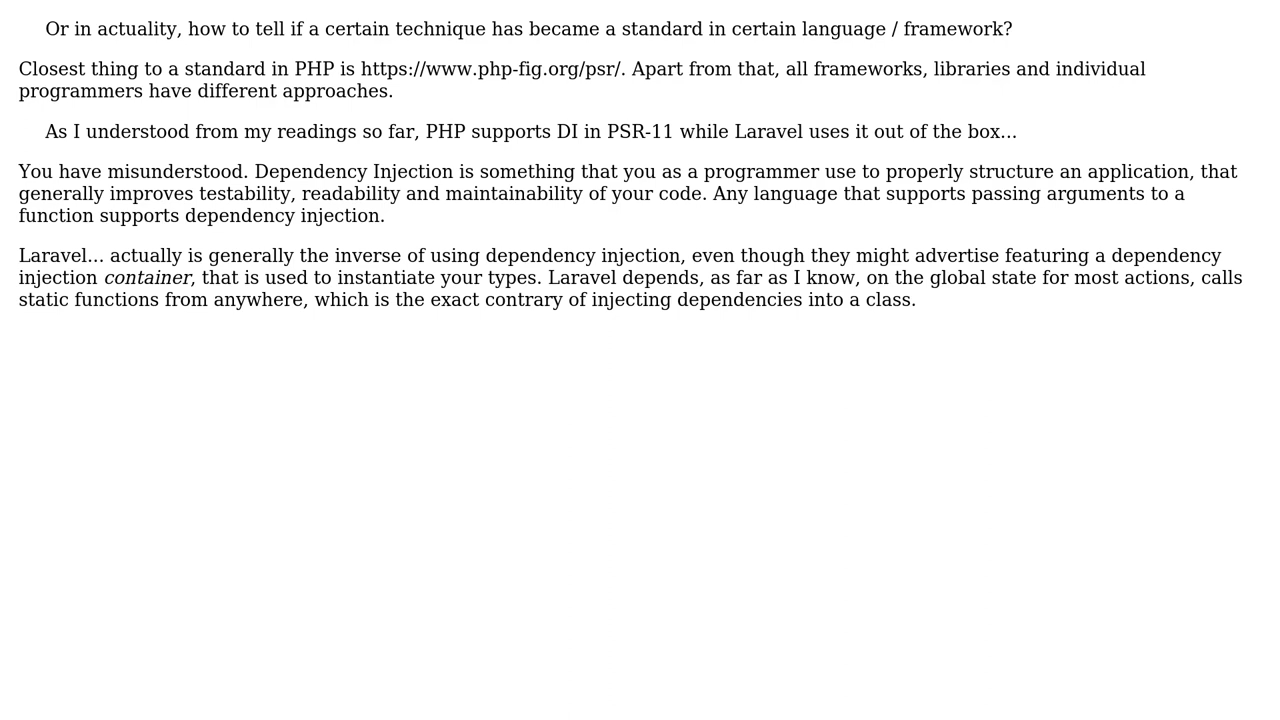 Or in actuality, how to tell if a certain technique has became a standard in certain language / framework?
Closest thing to a standard in PHP is https://www.php-fig.org/psr/. Apart from that, all frameworks, libraries and individual
programmers have different approaches.
As I understood from my readings so far, PHP supports DI in PSR-11 while Laravel uses it out of the box...
You have misunderstood. Dependency Injection is something that you as a programmer use to properly structure an application, that
generally improves testability, readability and maintainability of your code. Any language that supports passing arguments to a
function supports dependency injection.
Laravel... actually is generally the inverse of using dependency injection, even though they might advertise featuring a dependency
injection container, that is used to instantiate your types. Laravel depends, as far as I know, on the global state for most actions, calls
static functions from anywhere, which is the exact contrary of injecting dependencies into a class.